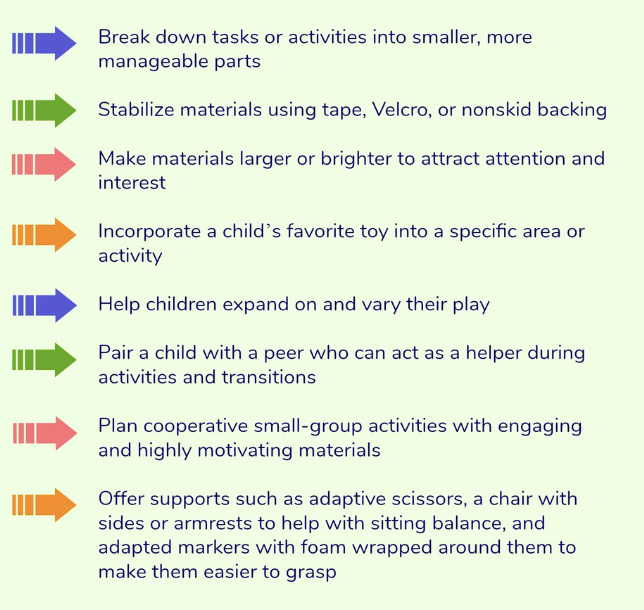 Break down tasks or activities into smaller, more
manageable parts
Stabilize materials using tape, Velcro, or nonskid backing
Make materials larger or brighter to attract attention and
interest
Incorporate a child’s favorite toy into a specific area or
activity
Help children expand on and vary their play
Pair a child with a peer who can act as a helper during
activities and transitions
Plan cooperative small-group activities with engaging
and highly motivating materials
Offer supports such as adaptive scissors, a chair with
sides or armrests to help with sitting balance, and
adapted markers with foam wrapped around them to
make them easier to grasp